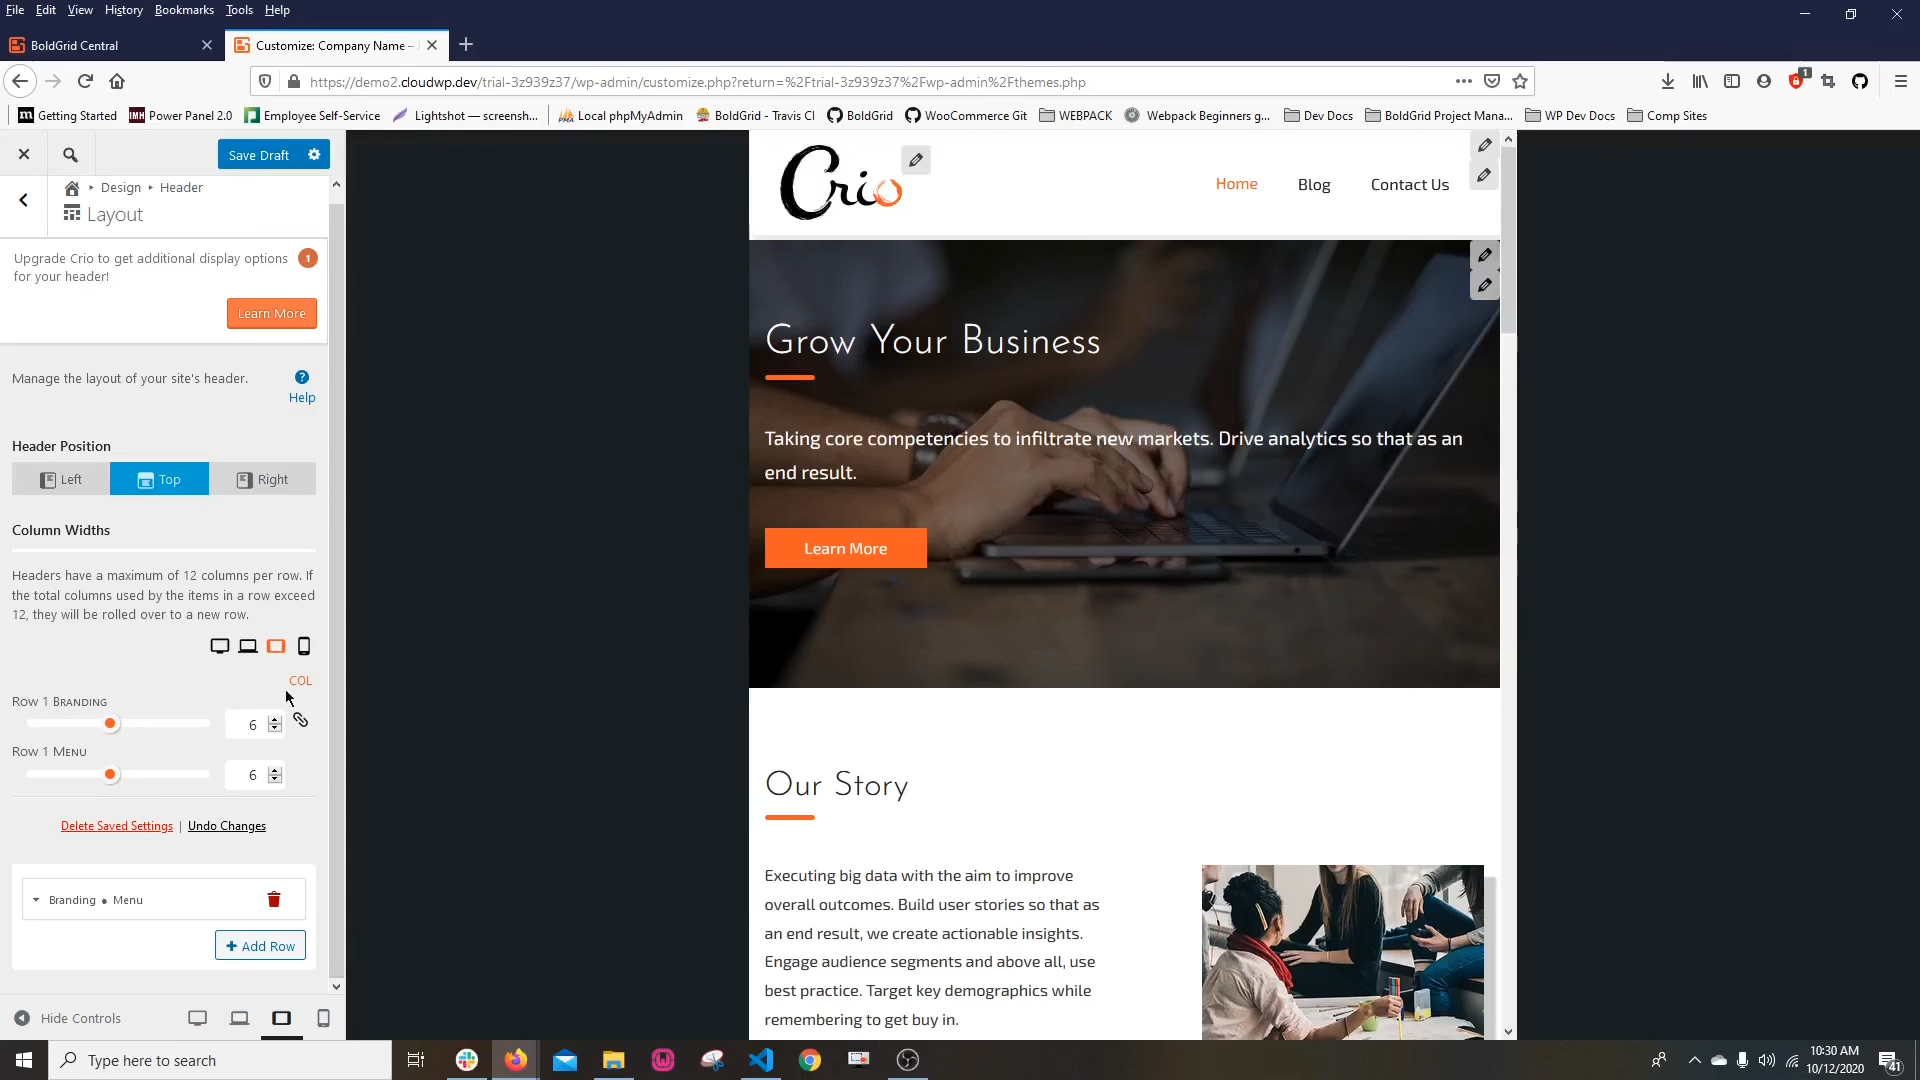 File Edit View History Bookmarks Tools Help
BoldGrid Central
Customize: Company Name –
https://demo2.cloudwp.dev/trial-3z939z37/wp-admin/customize.php?return=%2Ftrial-3z939z37%2Fwp-admin%2Fthemes.php
1
Getting Started
Power Panel 2.0
Employee Self-Service
Lightshot — screensh...
Local phpMyAdmin
BoldGrid - Travis CI
BoldGrid
WooCommerce Git
WEBPACK
Webpack Beginners g...
Dev Docs
BoldGrid Project Mana...
WP Dev Docs
Comp Sites
Save Draft
Design ▸ Header
Layout
Upgrade Crio to get additional display options
for your header!
1
Learn More
Manage the layout of your site's header.
Help
Header Position
Left Top Right
Column Widths
Headers have a maximum of 12 columns per row. If
the total columns used by the items in a row exceed
12, they will be rolled over to a new row.
COL
Row 1 Branding
6
Row 1 Menu
6
Delete Saved Settings | Undo Changes
Branding ● Menu
+ Add Row
Hide Controls
Crio
Home Blog Contact Us
Grow Your Business
Taking core competencies to infiltrate new markets. Drive analytics so that as an
end result.
Learn More
Our Story
Executing big data with the aim to improve
overall outcomes. Build user stories so that as
an end result, we create actionable insights.
Engage audience segments and above all, use
best practice. Target key demographics while
remembering to get buy in.
Type here to search
10:30 AM
10/12/2020
41